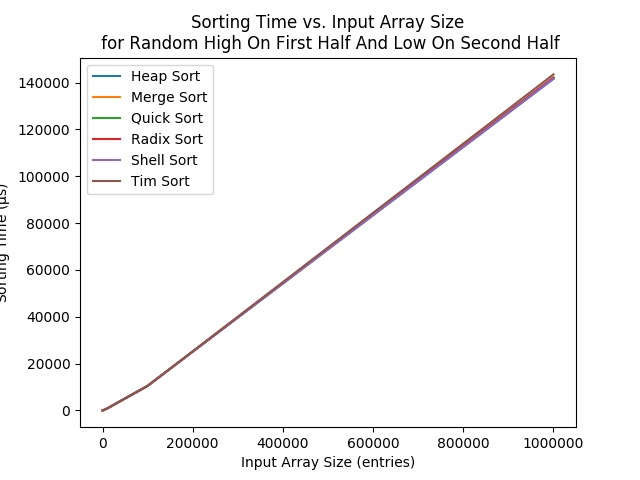 Sorting Time vs. Input Array Size
for Random High On First Half And Low On Second Half
Heap Sort
Merge Sort
Quick Sort
Radix Sort
Shell Sort
Tim Sort
140000
120000
100000
80000
60000
40000
20000
0
Sorting Time (µs)
0 200000 400000 600000 800000 1000000
Input Array Size (entries)